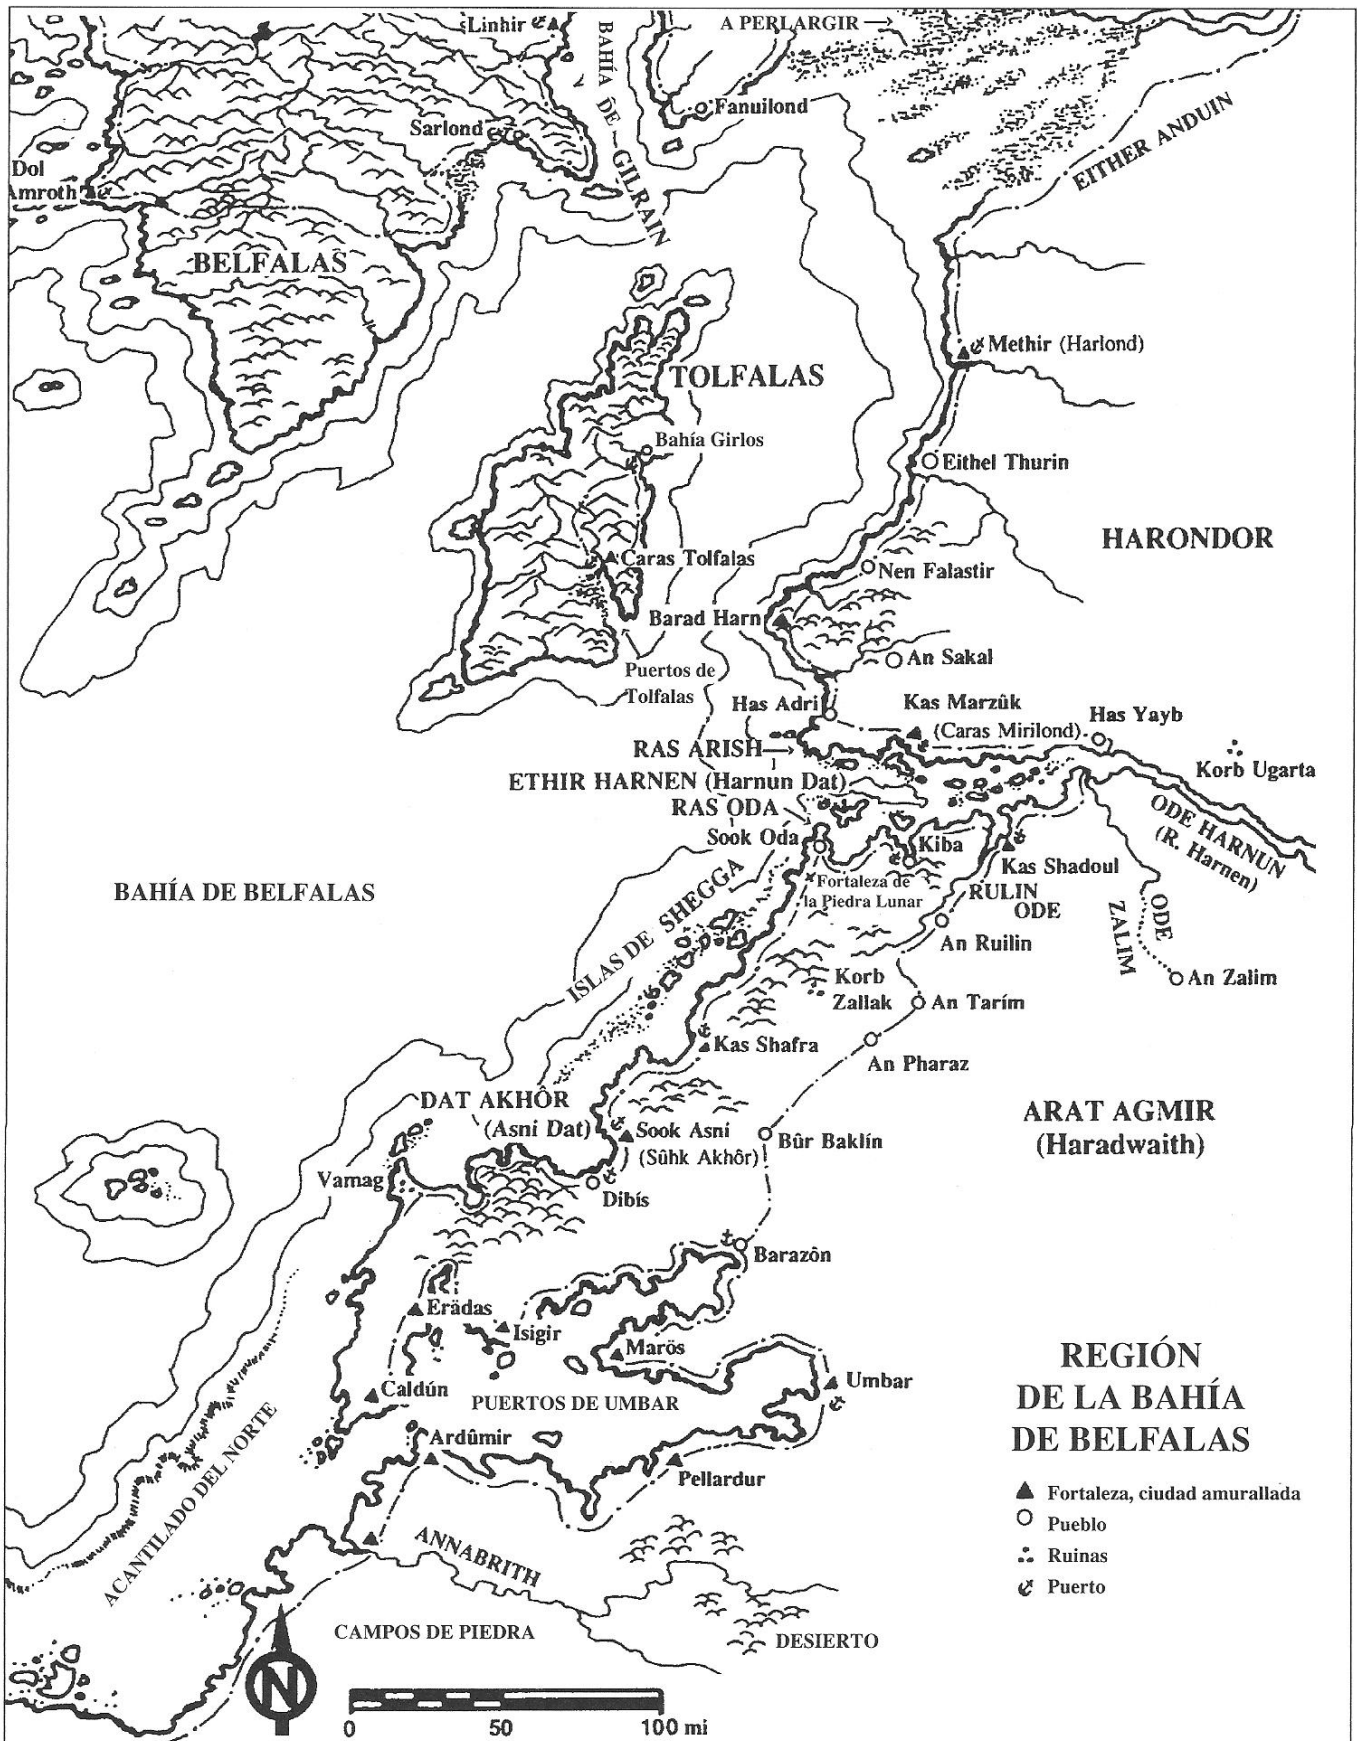 Linhir
BAHÍA DE GILRAIN
A PERLARGIR
Fanuilond
Sarlond
EITHER ANDUIN
Dol
Amroth
BELFALAS
Methir (Harlond)
TOLFALAS
Bahía Girlos
Eithel Thurin
HARONDOR
Caras Tolfalas
Nen Falastir
Barad Harn
An Sakal
Puertos de
Tolfalas
Has Adri
Kas Marzûk
(Caras Mirilond)
Has Yayb
RAS ARISH
Korb Ugarta
ETHIR HARNEN (Harnun Dat)
RAS ODA
ODE HARNUN
(R. Harnen)
Sook Oda
Kiba
Kas Shadoul
BAHÍA DE BELFALAS
Fortaleza de
la Piedra Lunar
RULIN
ODE
ODE
ZALIM
ISLAS DE SHEGGA
An Ruilin
Korb
Zallak
An Zalim
An Tarím
Kas Shafra
An Pharaz
DAT AKHÔR
(Asni Dat)
ARAT AGMIR
(Haradwaith)
Sook Asni
(Sûhk Akhôr)
Bûr Baklín
Vamag
Dibís
Barazôn
Erädas
Isigir
Marös
REGIÓN
DE LA BAHÍA
DE BELFALAS
Caldún
Umbar
PUERTOS DE UMBAR
Ardûmir
Pellardur
ACANTILADO DEL NORTE
Fortaleza, ciudad amurallada
Pueblo
Ruinas
Puerto
ANNABRITH
CAMPOS DE PIEDRA
DESIERTO
N
0 50 100 mi